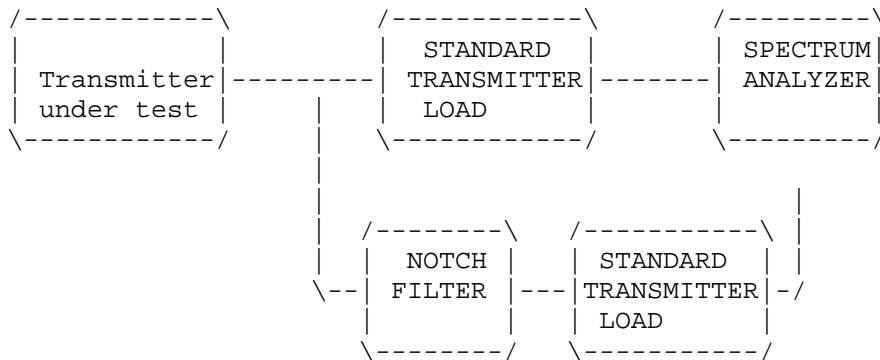 STANDARD SPECTRUM
Transmitter TRANSMITTER ANALYZER
under test LOAD
NOTCH STANDARD
FILTER TRANSMITTER
LOAD